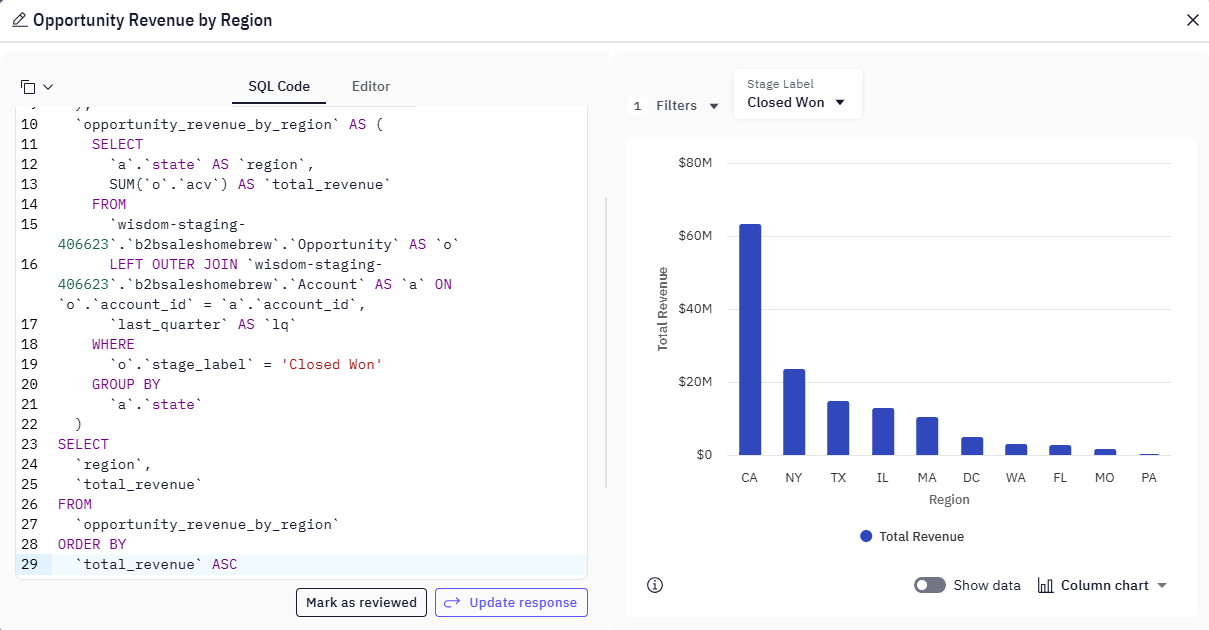 Opportunity Revenue by Region
SQL Code
Editor
10 `opportunity_revenue_by_region` AS (
11 SELECT
12 `a`.`state` AS `region`,
13 SUM(`o`.`acv`) AS `total_revenue`
14 FROM
15 `wisdom-staging-
406623`.`b2bsaleshomebrew`.`Opportunity` AS `o`
16 LEFT OUTER JOIN `wisdom-staging-
406623`.`b2bsaleshomebrew`.`Account` AS `a` ON
`o`.`account_id` = `a`.`account_id`,
17 `last_quarter` AS `lq`
18 WHERE
19 `o`.`stage_label` = 'Closed Won'
20 GROUP BY
21 `a`.`state`
22 )
23 SELECT
24 `region`,
25 `total_revenue`
26 FROM
27 `opportunity_revenue_by_region`
28 ORDER BY
29 `total_revenue` ASC
Mark as reviewed
Update response
1 Filters
Stage Label
Closed Won
$80M
$60M
$40M
$20M
$0
Total Revenue
CA NY TX IL MA DC WA FL MO PA
Region
Total Revenue
Show data
Column chart